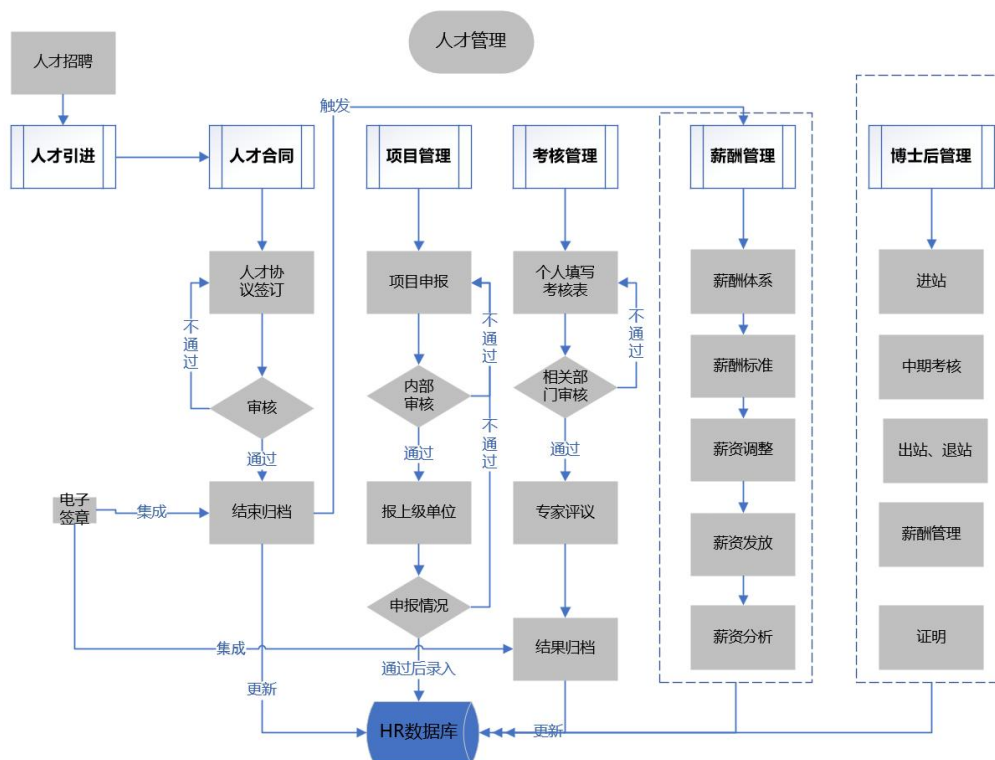 人才管理
人才招聘
触发
人才引进
人才合同
项目管理
考核管理
薪酬管理
博士后管理
人才协
议签订
项目申报
个人填写
考核表
薪酬体系
进站
不通过
不通过
不通过
审核
内部
审核
相关部
门审核
薪酬标准
中期考核
不通过
通过
通过
通过
薪资调整
出站、退站
电子
签章
集成
结束归档
报上级单位
专家评议
薪资发放
薪酬管理
申报情况
集成
结果归档
薪资分析
证明
更新
通过后录入
HR数据库
更新